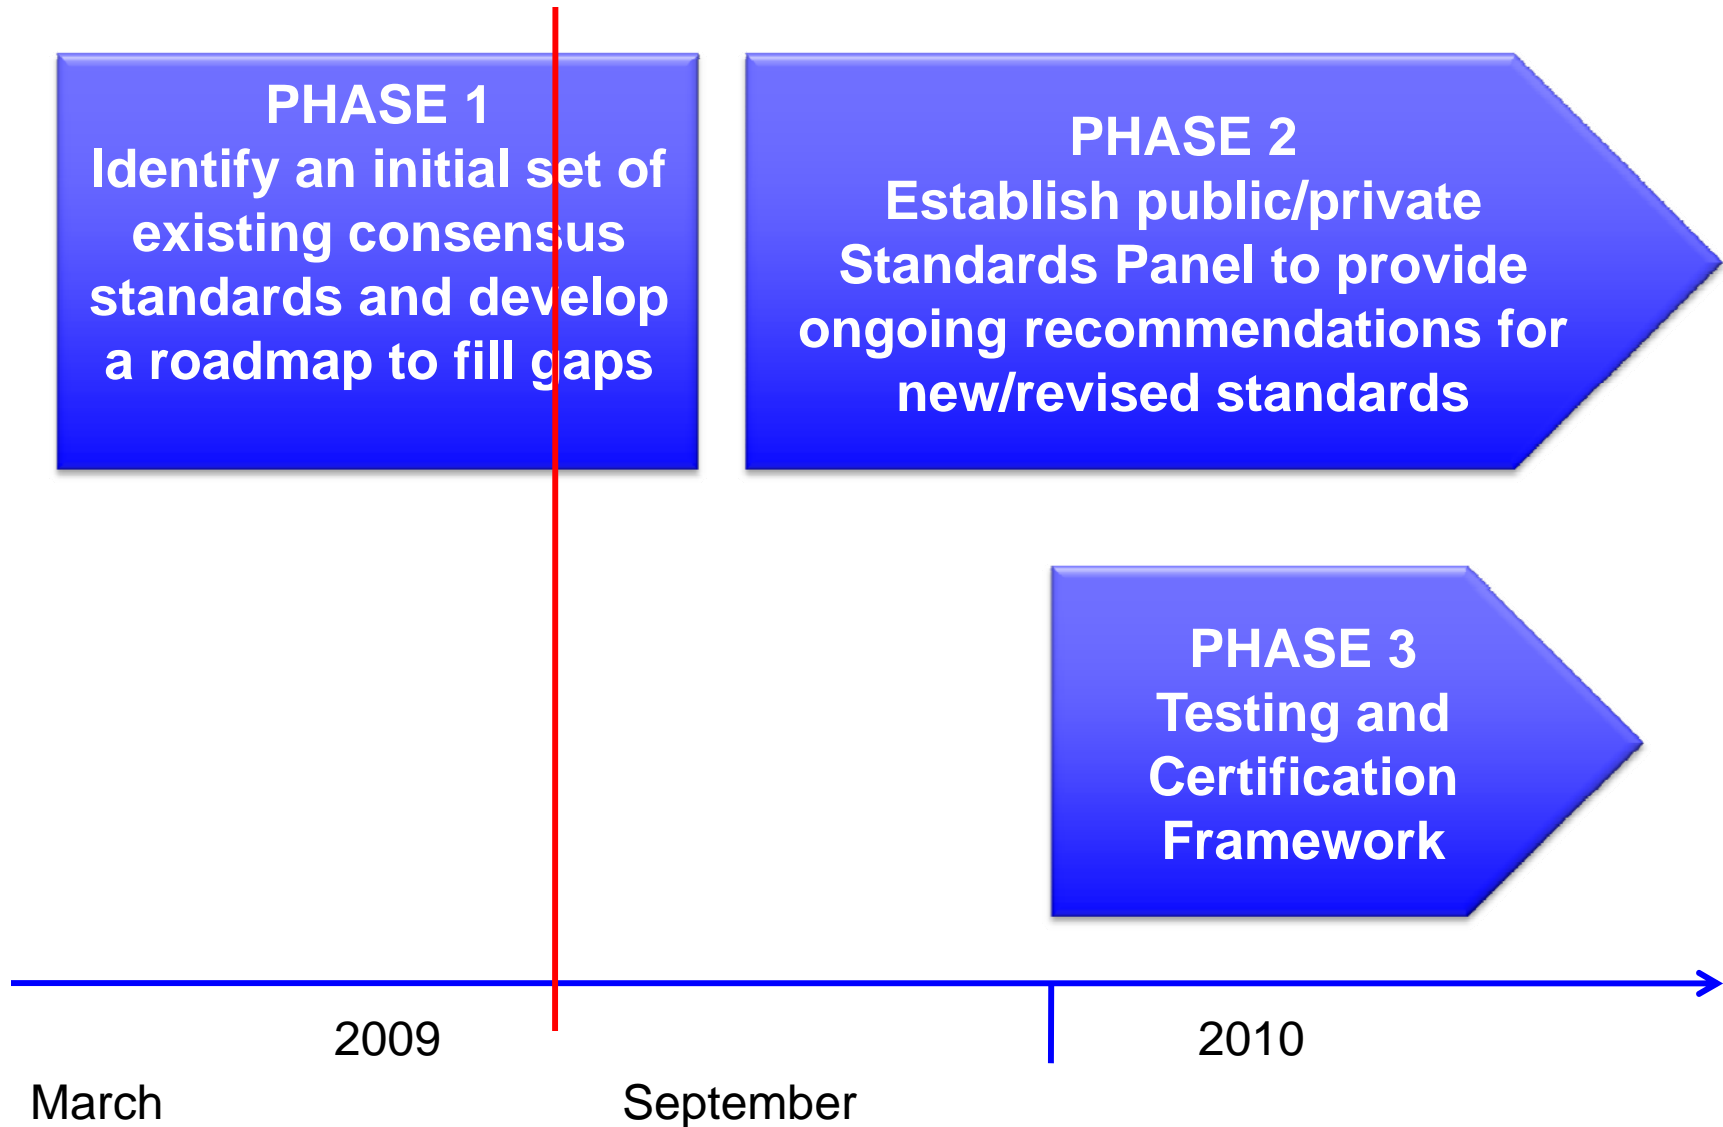 PHASE 1
Identify an initial set of
existing consensus
standards and develop
a roadmap to fill gaps
PHASE 2
Establish public/private
Standards Panel to provide
ongoing recommendations for
new/revised standards
PHASE 3
Testing and
Certification
Framework
2009
2010
March
September